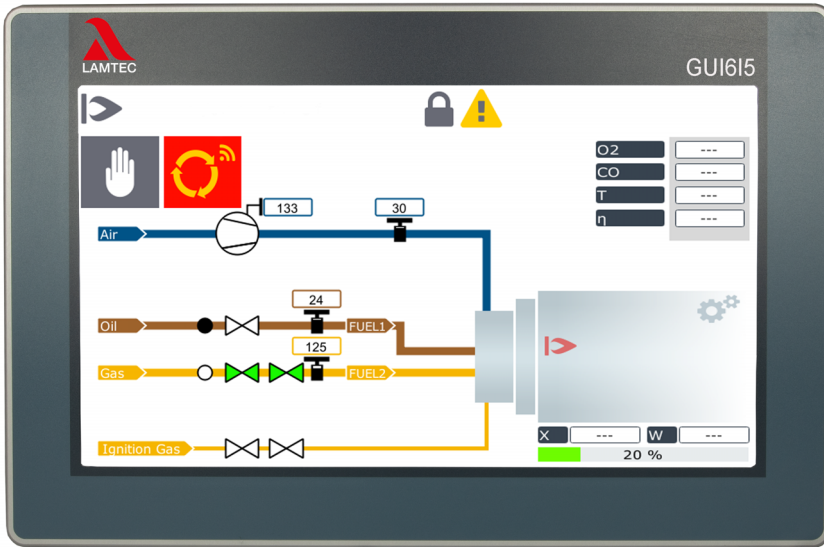 LAMTEC
GUI6I5
O2 ---
CO ---
T ---
η ---
133
30
Air
24
Oil
FUEL1
125
Gas
FUEL2
X --- W ---
Ignition Gas
20 %